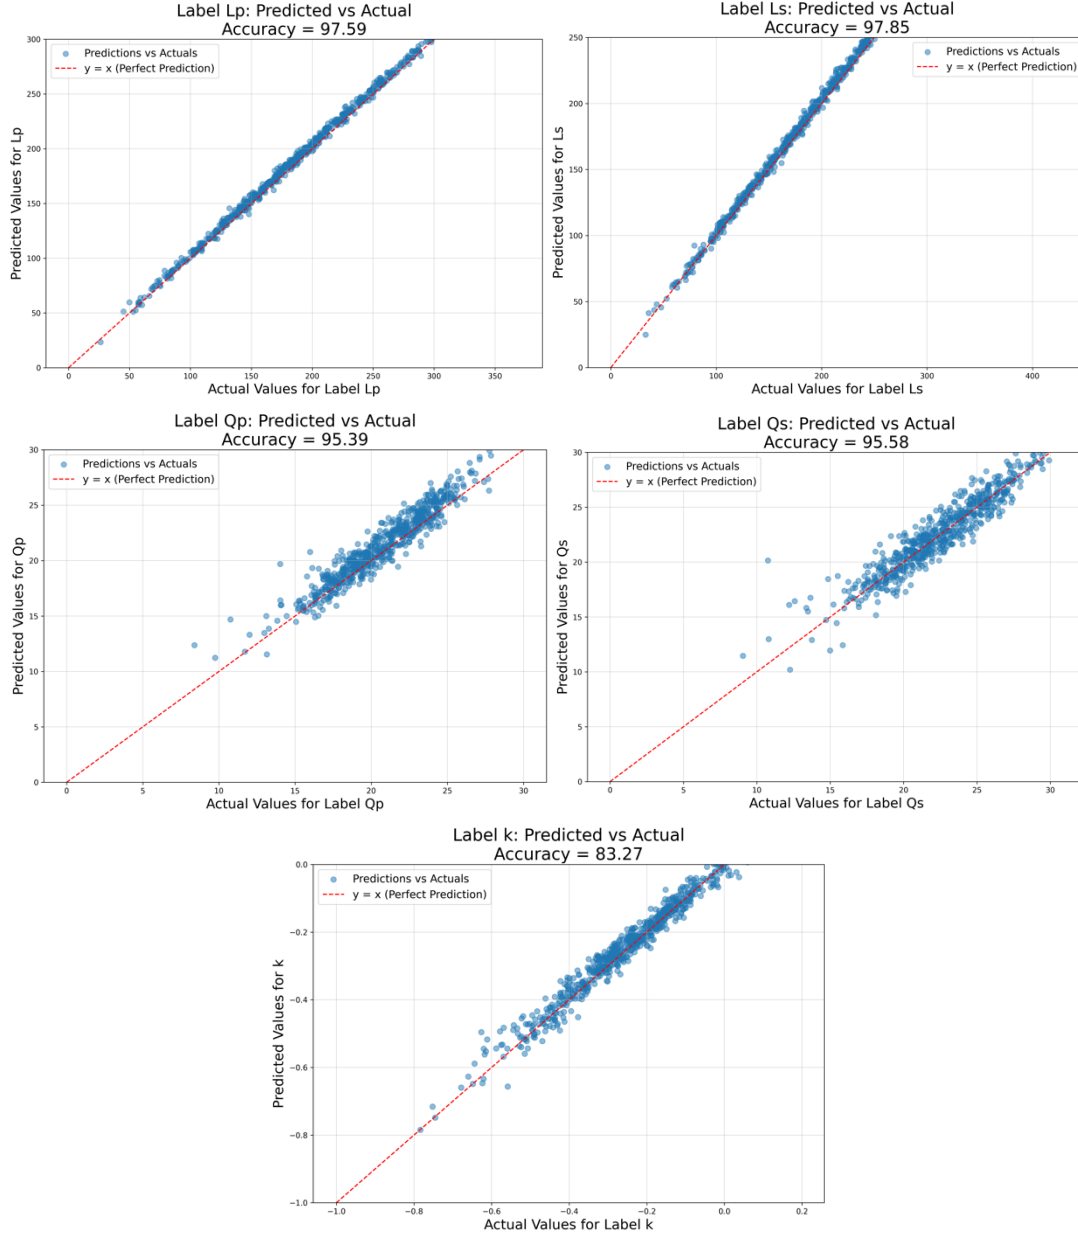 Label Lp: Predicted vs Actual
Accuracy = 97.59
Predictions vs Actuals
y = x (Perfect Prediction)
Predicted Values for Lp
300
250
200
150
100
50
0
0 50 100 150 200 250 300 350
Actual Values for Label Lp
Label Ls: Predicted vs Actual
Accuracy = 97.85
Predictions vs Actuals
y = x (Perfect Prediction)
Predicted Values for Ls
250
200
150
100
50
0
0 100 200 300 400
Actual Values for Label Ls
Label Qp: Predicted vs Actual
Accuracy = 95.39
Predictions vs Actuals
y = x (Perfect Prediction)
Predicted Values for Qp
30
25
20
15
10
5
0
0 5 10 15 20 25 30
Actual Values for Label Qp
Label Qs: Predicted vs Actual
Accuracy = 95.58
Predictions vs Actuals
y = x (Perfect Prediction)
Predicted Values for Qs
30
25
20
15
10
5
0
0 5 10 15 20 25 30
Actual Values for Label Qs
Label k: Predicted vs Actual
Accuracy = 83.27
Predictions vs Actuals
y = x (Perfect Prediction)
Predicted Values for k
0.0
−0.2
−0.4
−0.6
−0.8
−1.0
−1.0 −0.8 −0.6 −0.4 −0.2 0.0 0.2
Actual Values for Label k